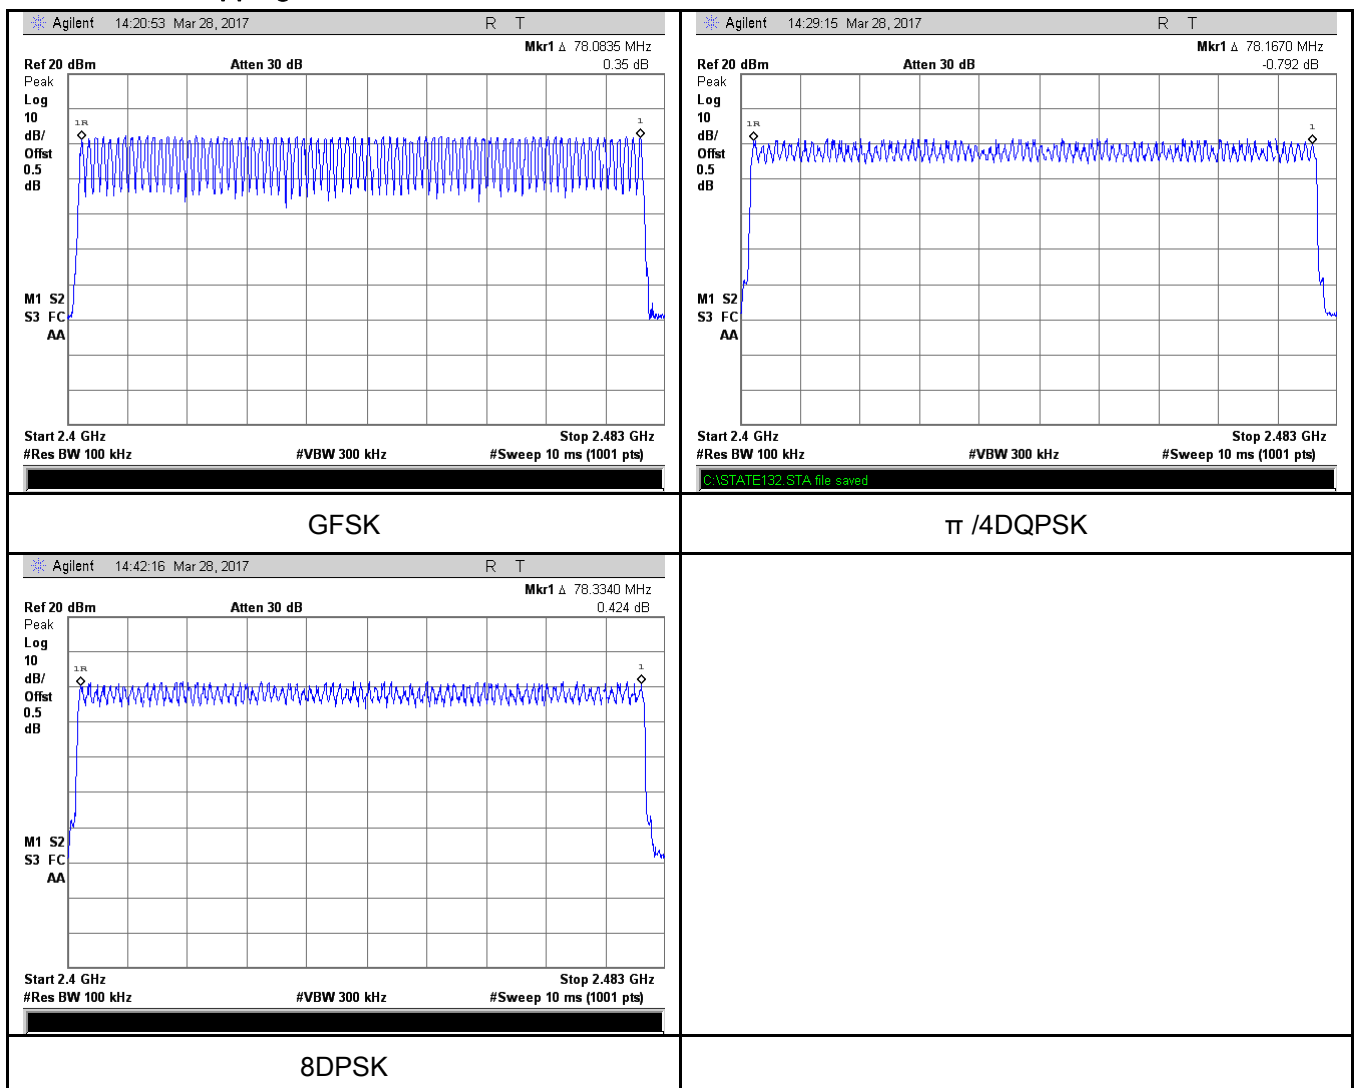 Agilent 14:20:53 Mar 28, 2017 R T
Mkr1 Δ 78.0835 MHz
Ref 20 dBm Atten 30 dB 0.35 dB
Peak
Log
10
dB/
Offst
0.5
dB
1R
1
M1 S2
S3 FC
AA
Start 2.4 GHz Stop 2.483 GHz
#Res BW 100 kHz #VBW 300 kHz #Sweep 10 ms (1001 pts)
GFSK
Agilent 14:29:15 Mar 28, 2017 R T
Mkr1 Δ 78.1670 MHz
Ref 20 dBm Atten 30 dB -0.792 dB
Peak
Log
10
dB/
Offst
0.5
dB
1R
1
M1 S2
S3 FC
AA
Start 2.4 GHz Stop 2.483 GHz
#Res BW 100 kHz #VBW 300 kHz #Sweep 10 ms (1001 pts)
C:\STATE132.STA file saved
π /4DQPSK
Agilent 14:42:16 Mar 28, 2017 R T
Mkr1 Δ 78.3340 MHz
Ref 20 dBm Atten 30 dB 0.424 dB
Peak
Log
10
dB/
Offst
0.5
dB
1R
1
M1 S2
S3 FC
AA
Start 2.4 GHz Stop 2.483 GHz
#Res BW 100 kHz #VBW 300 kHz #Sweep 10 ms (1001 pts)
8DPSK